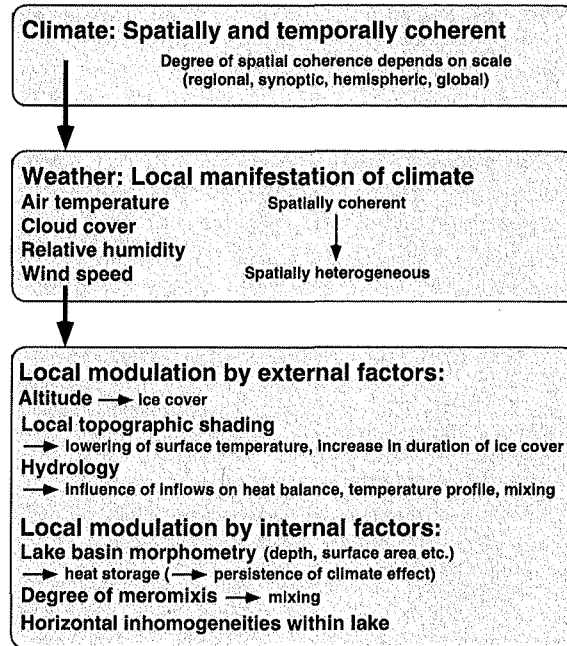 Climate: Spatially and temporally coherent
Degree of spatial coherence depends on scale
(regional, synoptic, hemispheric, global)
Weather: Local manifestation of climate
Air temperature Spatially coherent
Cloud cover
Relative humidity
Wind speed Spatially heterogeneous
Local modulation by external factors:
Altitude → Ice cover
Local topographic shading
→ lowering of surface temperature, increase in duration of ice cover
Hydrology
→ Influence of inflows on heat balance, temperature profile, mixing
Local modulation by internal factors:
Lake basin morphometry (depth, surface area etc.)
→ heat storage (→ persistence of climate effect)
Degree of meromixis → mixing
Horizontal inhomogeneities within lake